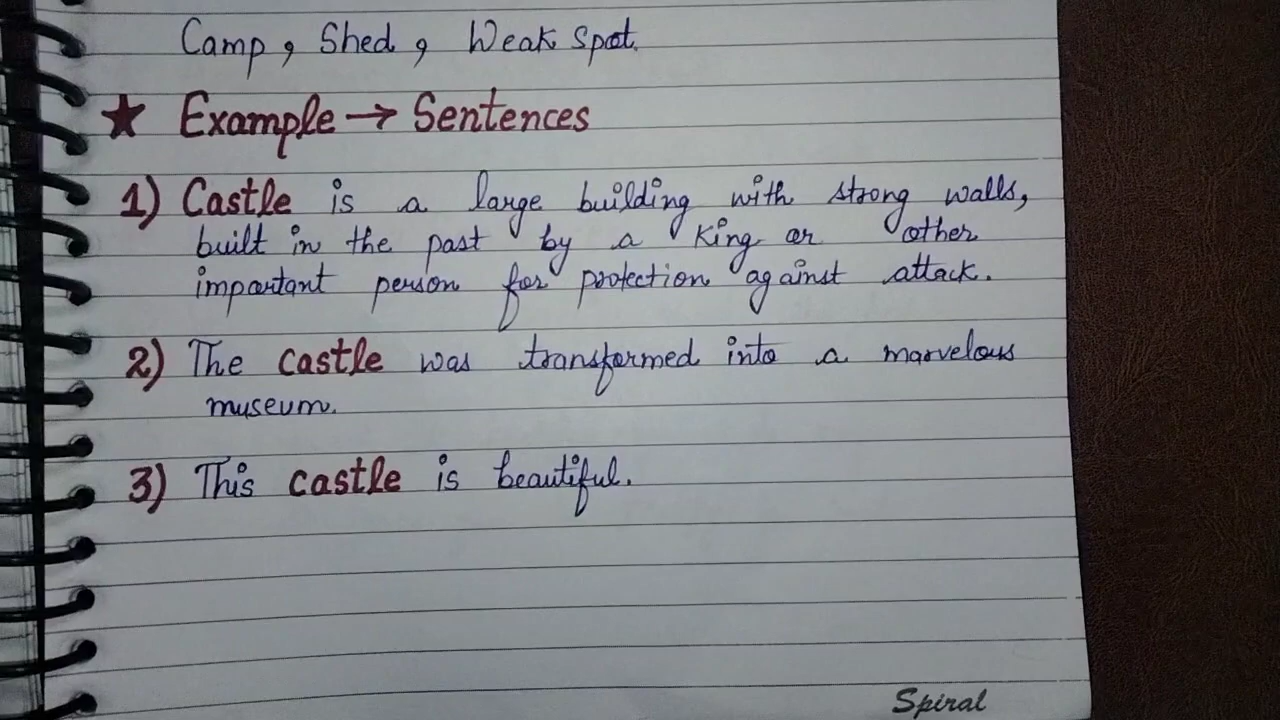 Camp, Shed, Weak Spot.
★ Example → Sentences
1) Castle is a large building with strong walls,
built in the past by a King or other
important person for protection against attack.
2) The castle was transformed into a marvelous
museum.
3) This castle is beautiful.
Spiral